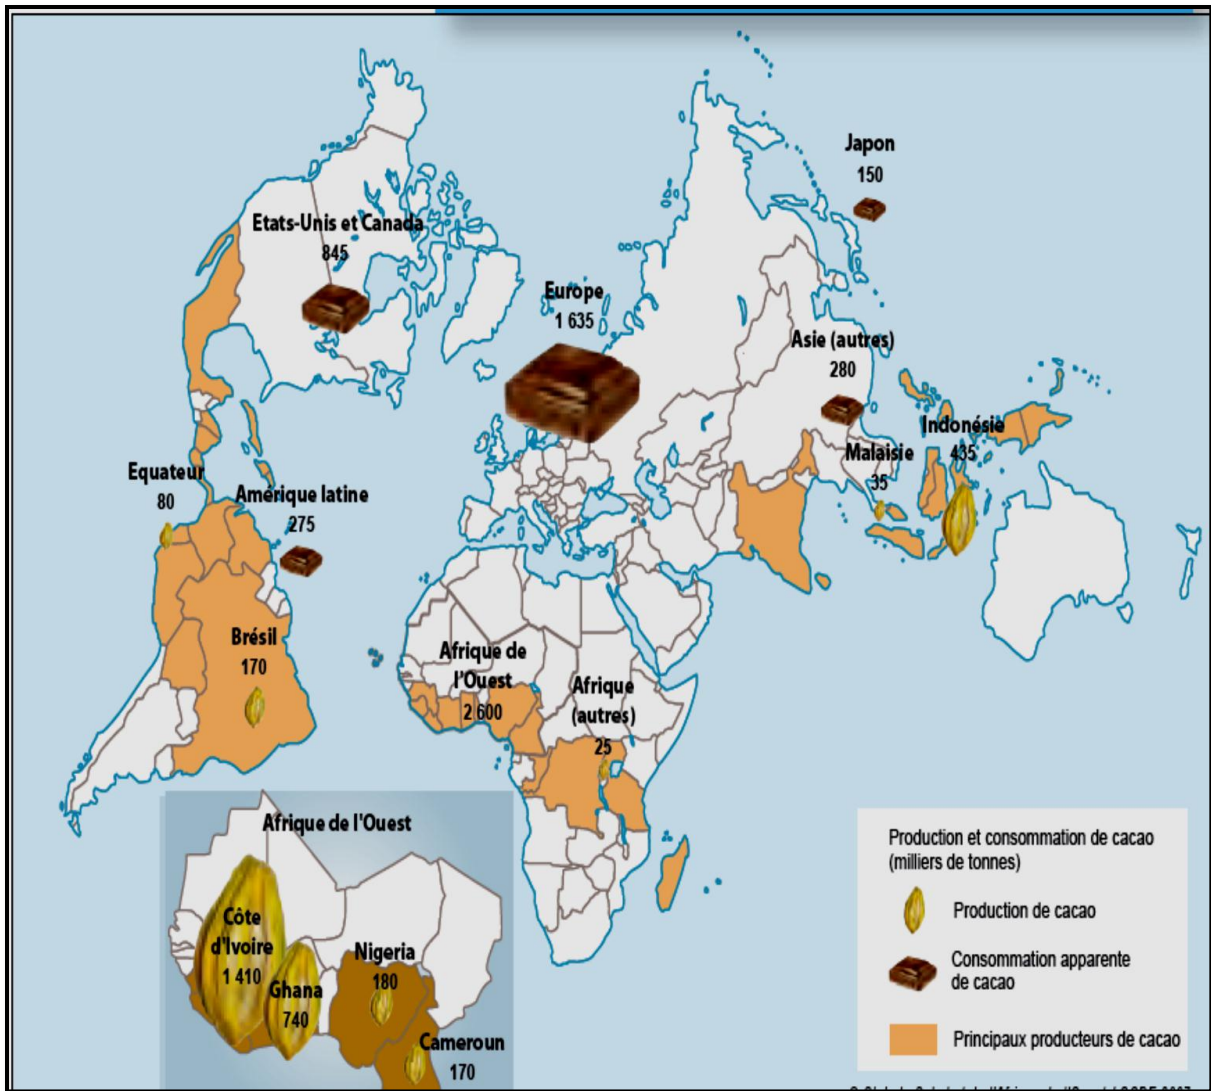 Japon
150
Etats-Unis et Canada
845
Europe
1 635
Asie (autres)
280
Indonésie
435
Malaisie
35
Equateur
80
Amérique latine
275
Brésil
170
Afrique de
l'Ouest
2 600
Afrique
(autres)
25
Afrique de l'Ouest
Côte
d'Ivoire
1 410
Ghana
740
Nigeria
180
Cameroun
170
Production et consommation de cacao
(milliers de tonnes)
Production de cacao
Consommation apparente
de cacao
Principaux producteurs de cacao